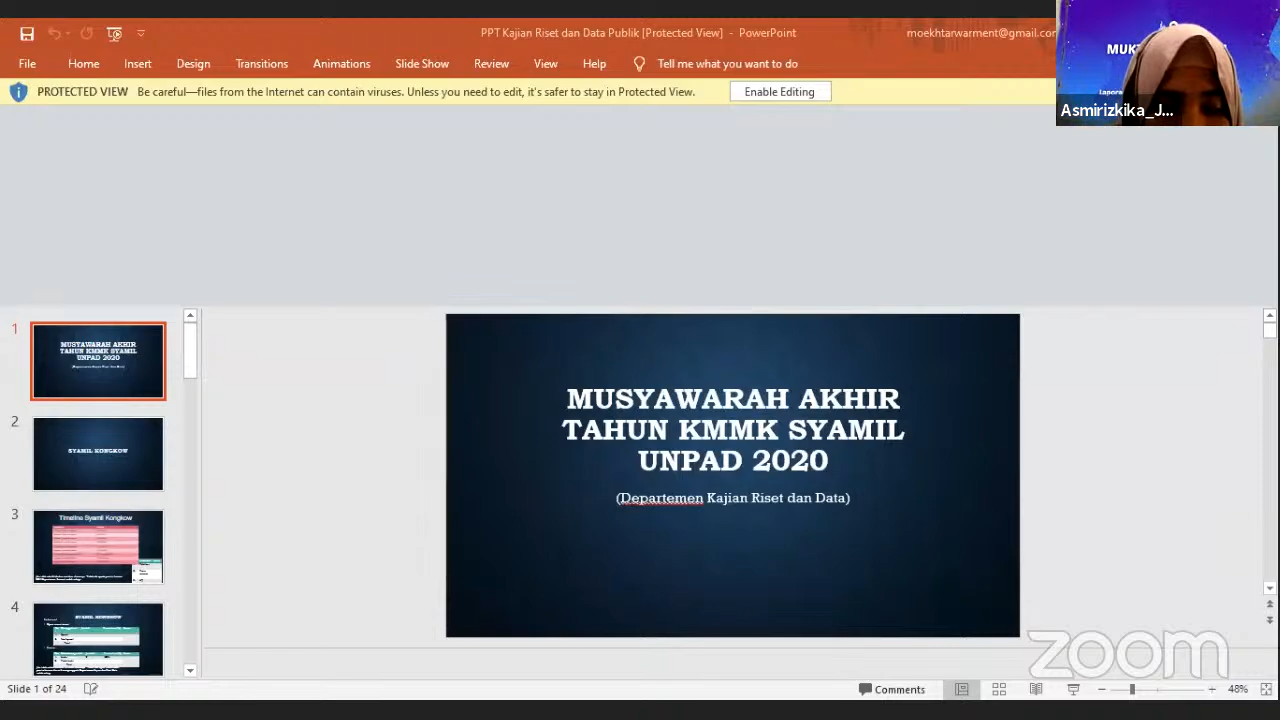 PPT Kajian Riset dan Data Publik [Protected View] - PowerPoint
moekhtarwarment@gmail.com
File Home Insert Design Transitions Animations Slide Show Review View Help Tell me what you want to do
PROTECTED VIEW Be careful—files from the Internet can contain viruses. Unless you need to edit, it's safer to stay in Protected View. Enable Editing
Asmirizkika_J...
1
MUSYAWARAH AKHIR
TAHUN KMMK SYAMIL
UNPAD 2020
2
SYAMIL KONGKOW
3
Timeline Syamil Kongkow
4
MUSYAWARAH AKHIR
TAHUN KMMK SYAMIL
UNPAD 2020
(Departemen Kajian Riset dan Data)
zoom
Slide 1 of 24
Comments
48%